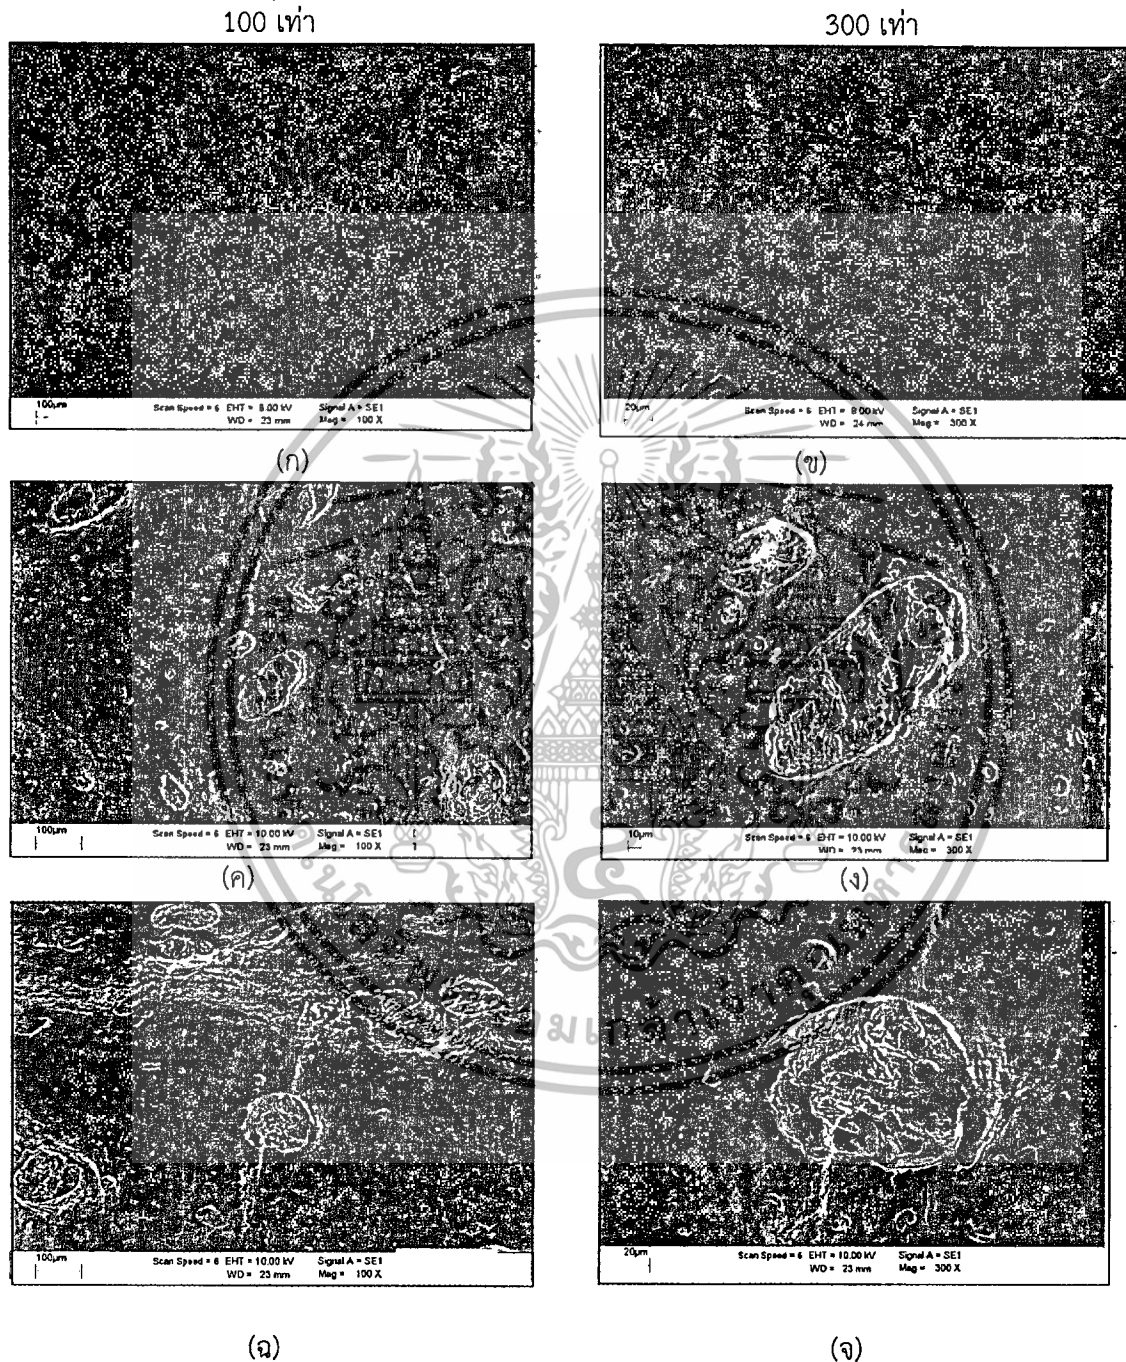 100 เท่า
300 เท่า
100µm Scan Speed = 6 EHT = 8.00 kV Signal A = SE1
WD = 23 mm Mag = 100 X
20µm Scan Speed = 6 EHT = 8.00 kV Signal A = SE1
WD = 24 mm Mag = 300 X
(ก)
(ข)
100µm Scan Speed = 6 EHT = 10.00 kV Signal A = SE1
WD = 23 mm Mag = 100 X
10µm Scan Speed = 6 EHT = 10.00 kV Signal A = SE1
WD = 23 mm Mag = 300 X
(ค)
(ง)
100µm Scan Speed = 6 EHT = 10.00 kV Signal A = SE1
WD = 23 mm Mag = 100 X
20µm Scan Speed = 6 EHT = 10.00 kV Signal A = SE1
WD = 23 mm Mag = 300 X
(ฉ)
(จ)